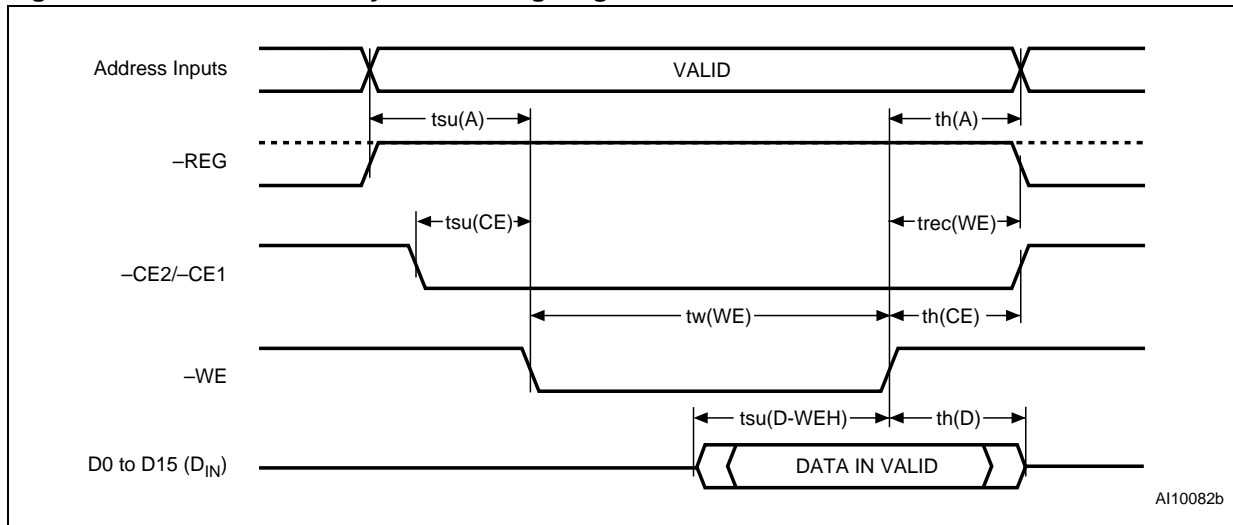 Address Inputs
VALID
tsu(A)
th(A)
–REG
tsu(CE)
trec(WE)
–CE2/–CE1
tw(WE)
th(CE)
–WE
tsu(D-WEH)
th(D)
D0 to D15 (DIN)
DATA IN VALID
AI10082b